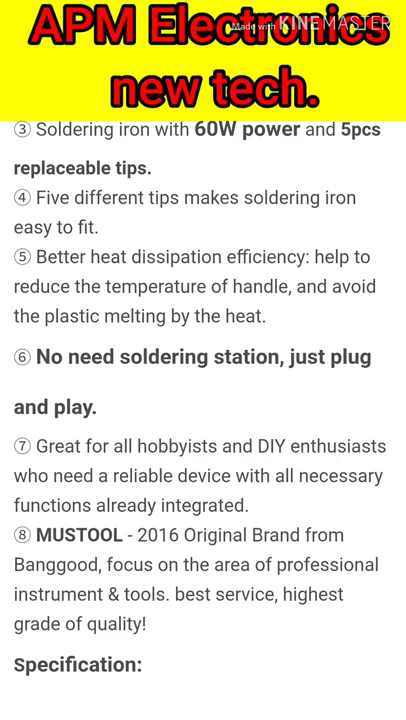 APM Electronics
Made with KINEMASTER
new tech.
③ Soldering iron with 60W power and 5pcs
replaceable tips.
④ Five different tips makes soldering iron
easy to fit.
⑤ Better heat dissipation efficiency: help to
reduce the temperature of handle, and avoid
the plastic melting by the heat.
⑥ No need soldering station, just plug
and play.
⑦ Great for all hobbyists and DIY enthusiasts
who need a reliable device with all necessary
functions already integrated.
⑧ MUSTOOL - 2016 Original Brand from
Banggood, focus on the area of professional
instrument & tools. best service, highest
grade of quality!
Specification: